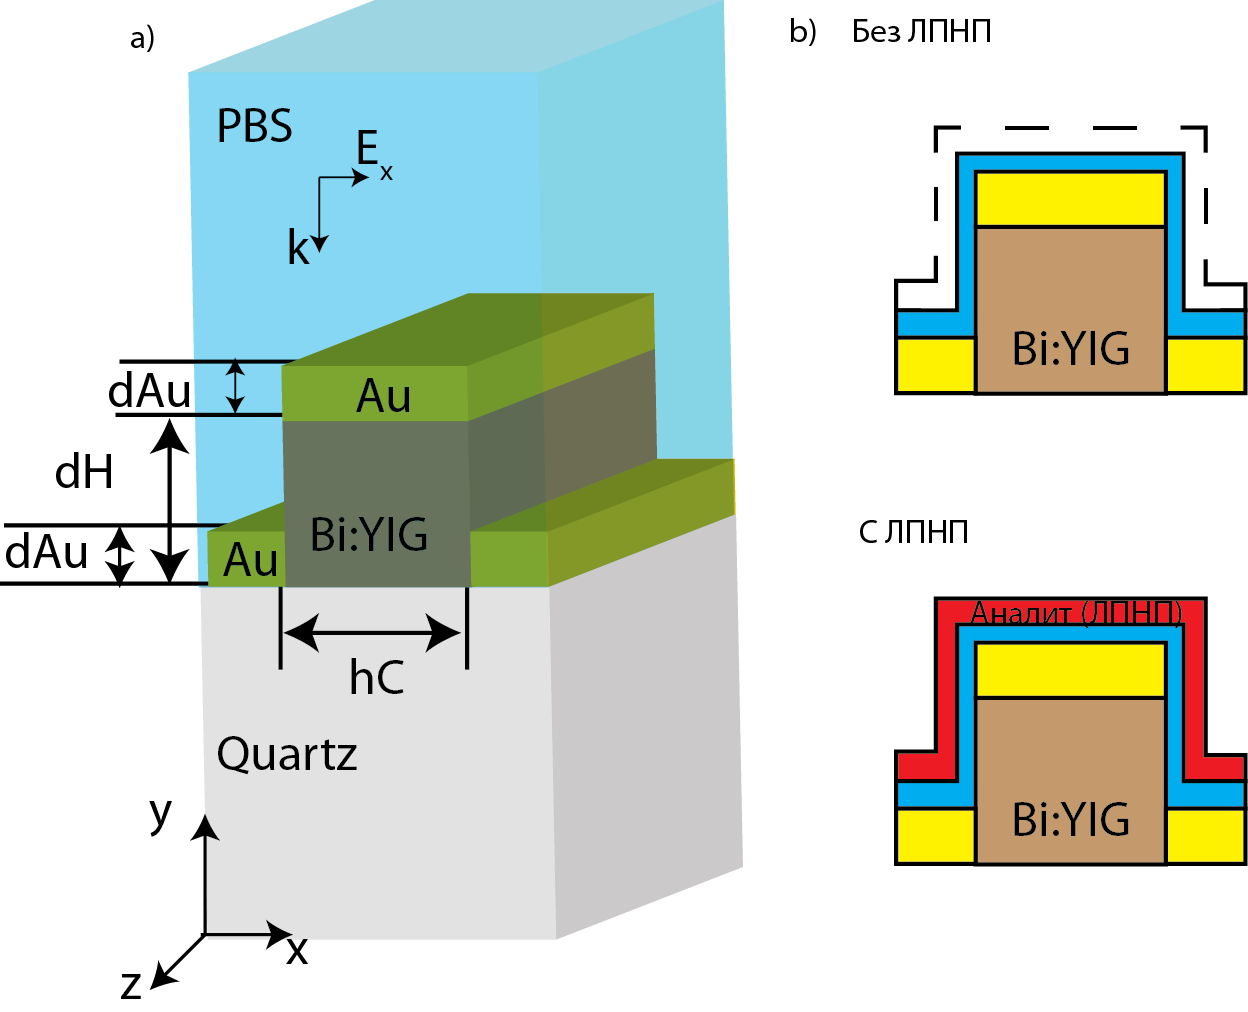 a)
PBS
E
x
k
dAu
Au
dH
Bi:YIG
dAu
Au
hC
Quartz
y
x
z
b) Без ЛПНП
Bi:YIG
С ЛПНП
Аналит (ЛПНП)
Bi:YIG